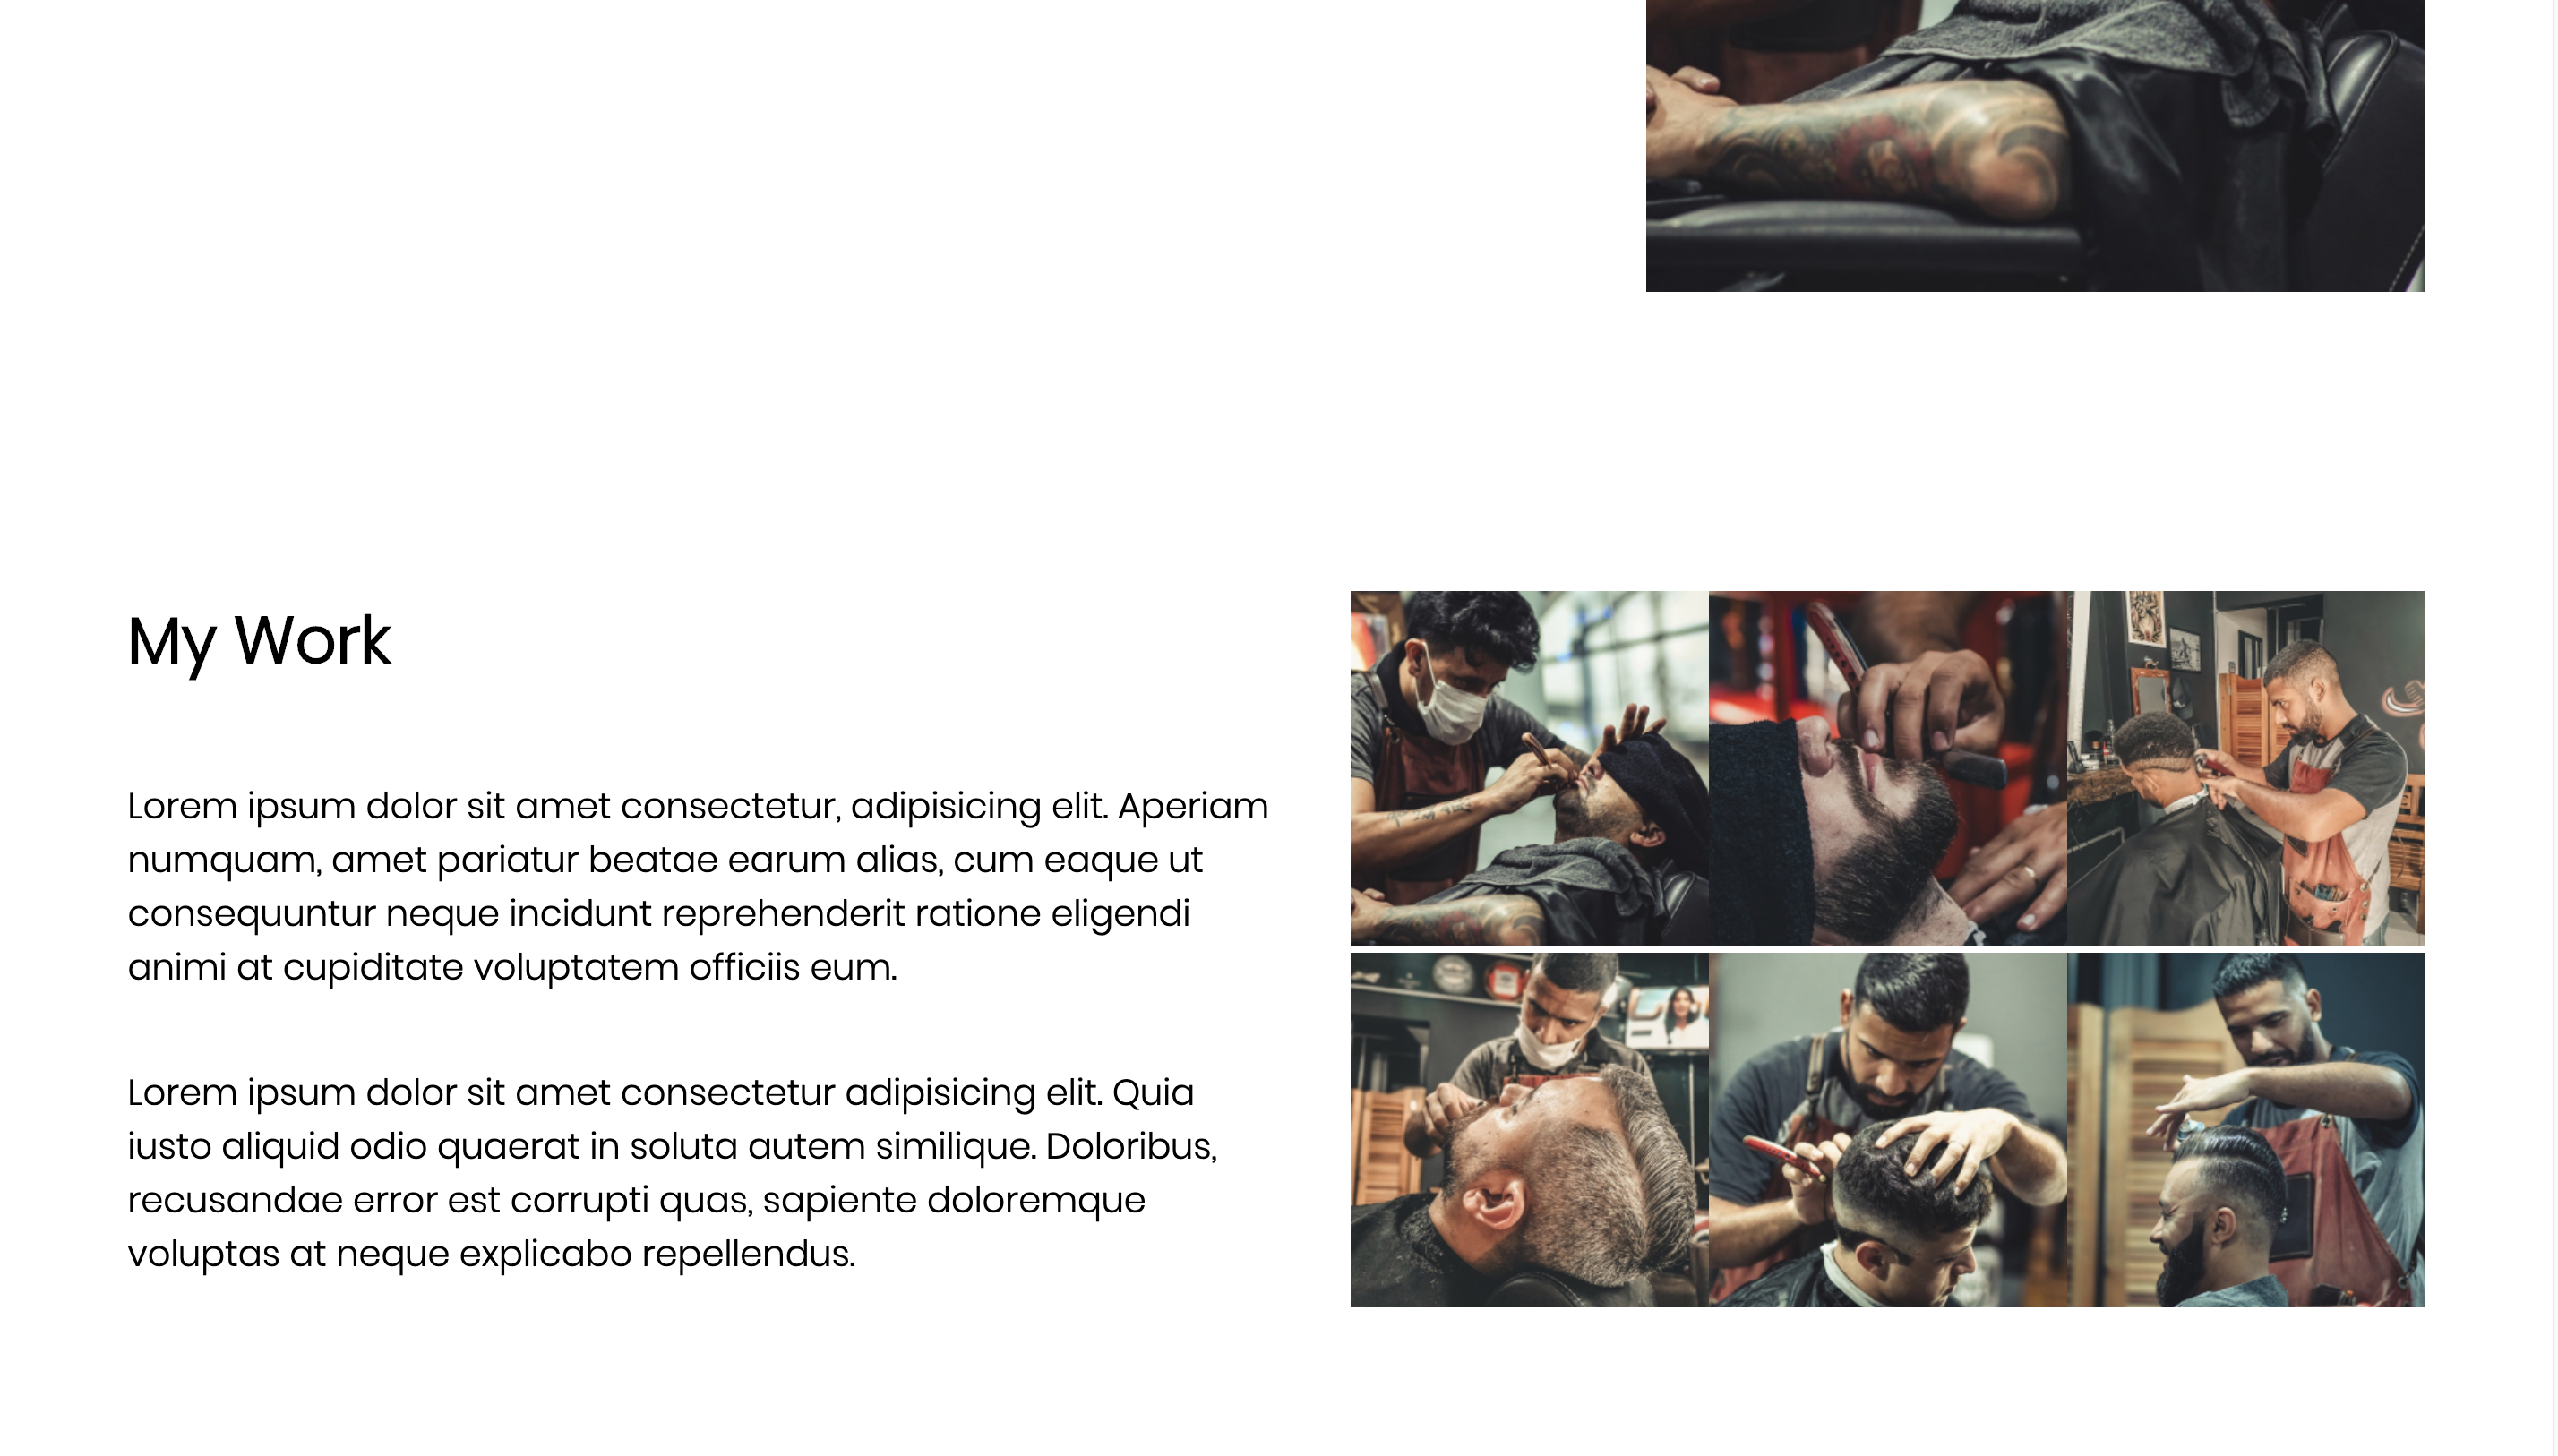 My Work
Lorem ipsum dolor sit amet consectetur, adipisicing elit. Aperiam
numquam, amet pariatur beatae earum alias, cum eaque ut
consequuntur neque incidunt reprehenderit ratione eligendi
animi at cupiditate voluptatem officiis eum.
Lorem ipsum dolor sit amet consectetur adipisicing elit. Quia
iusto aliquid odio quaerat in soluta autem similique. Doloribus,
recusandae error est corrupti quas, sapiente doloremque
voluptas at neque explicabo repellendus.